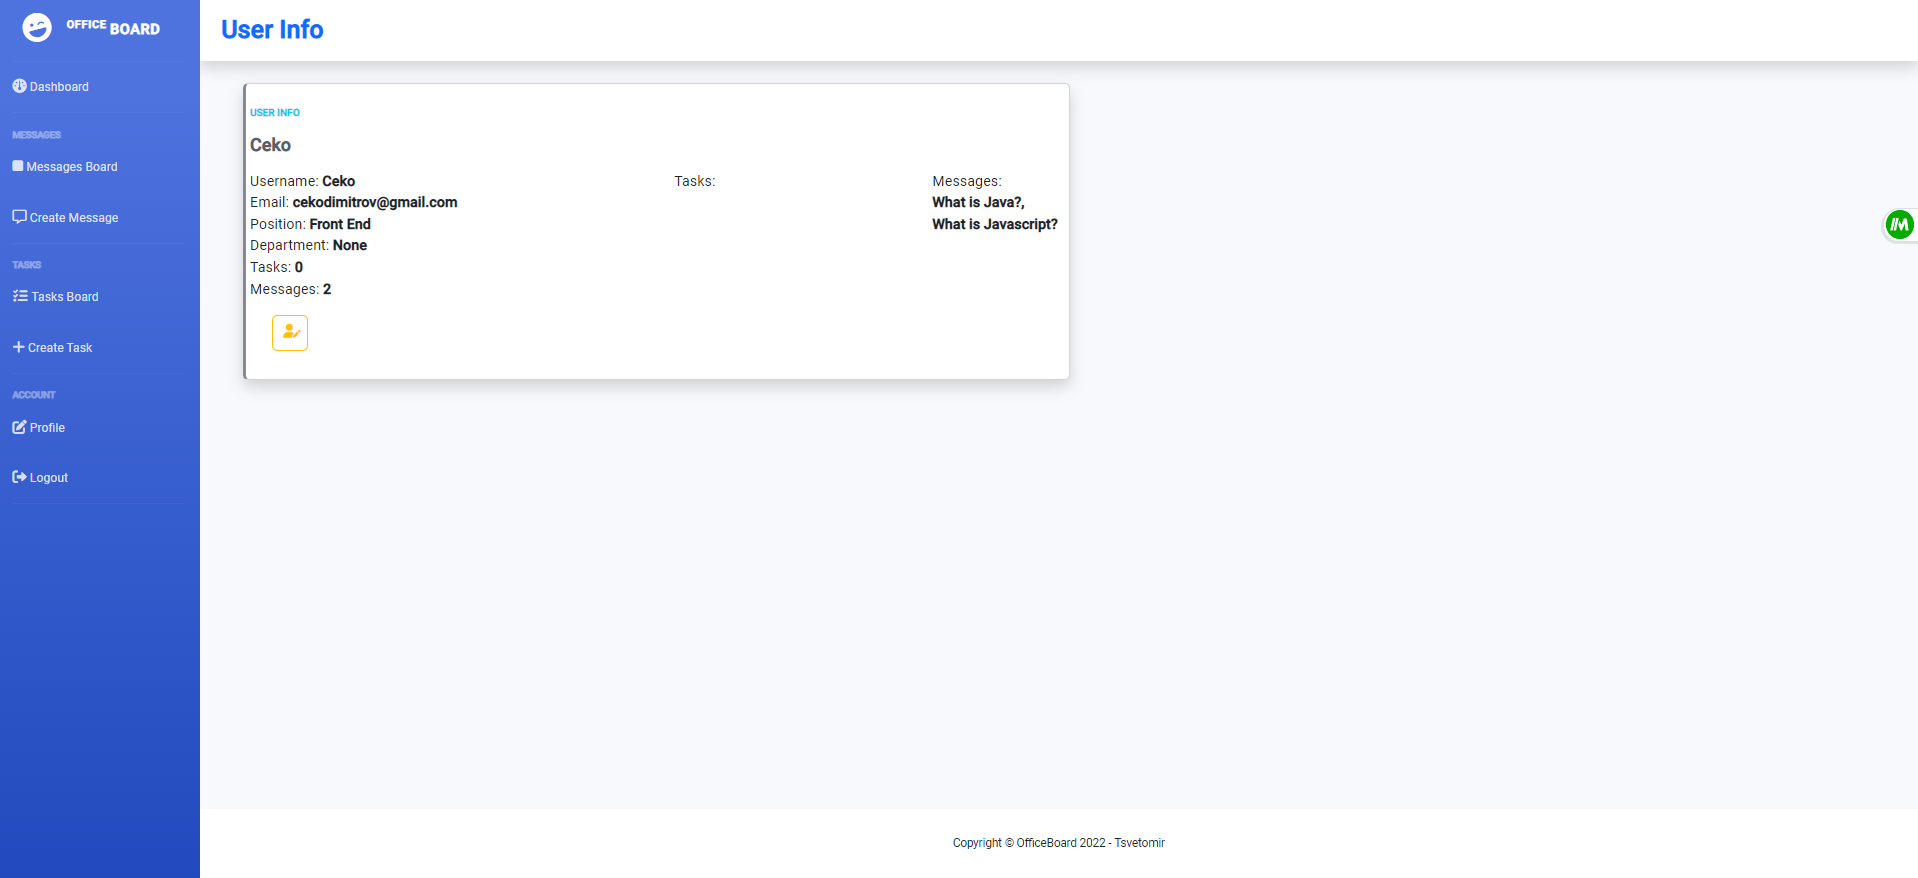 OFFICE BOARD
Dashboard
MESSAGES
Messages Board
Create Message
TASKS
Tasks Board
Create Task
ACCOUNT
Profile
Logout
User Info
USER INFO
Ceko
Username: Ceko
Email: cekodimitrov@gmail.com
Position: Front End
Department: None
Tasks: 0
Messages: 2
Tasks:
Messages:
What is Java?,
What is Javascript?
Copyright © OfficeBoard 2022 - Tsvetomir